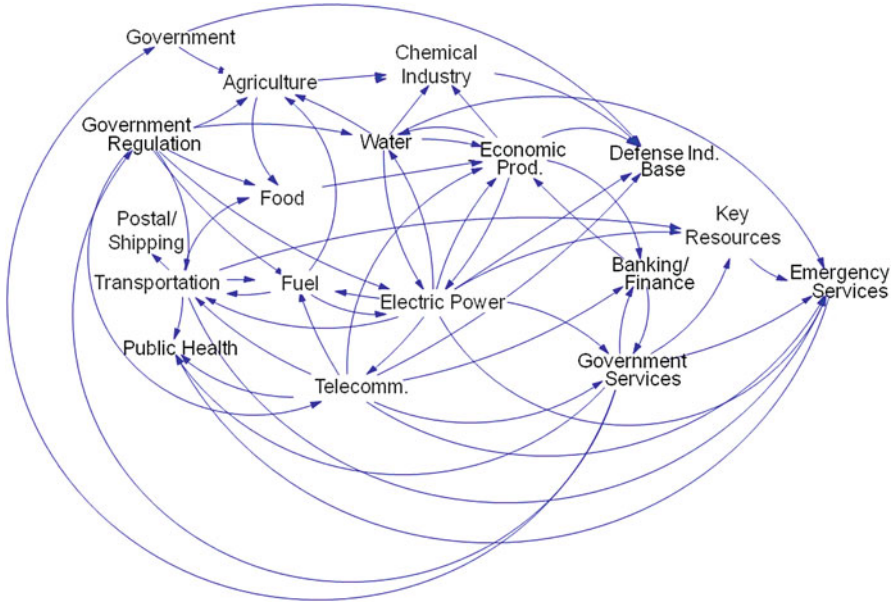 Government
Chemical
Industry
Agriculture
Government
Regulation
Water
Economic
Prod.
Defense Ind.
Base
Food
Postal/
Shipping
Key
Resources
Transportation
Fuel
Electric Power
Banking/
Finance
Emergency
Services
Public Health
Telecomm.
Government
Services